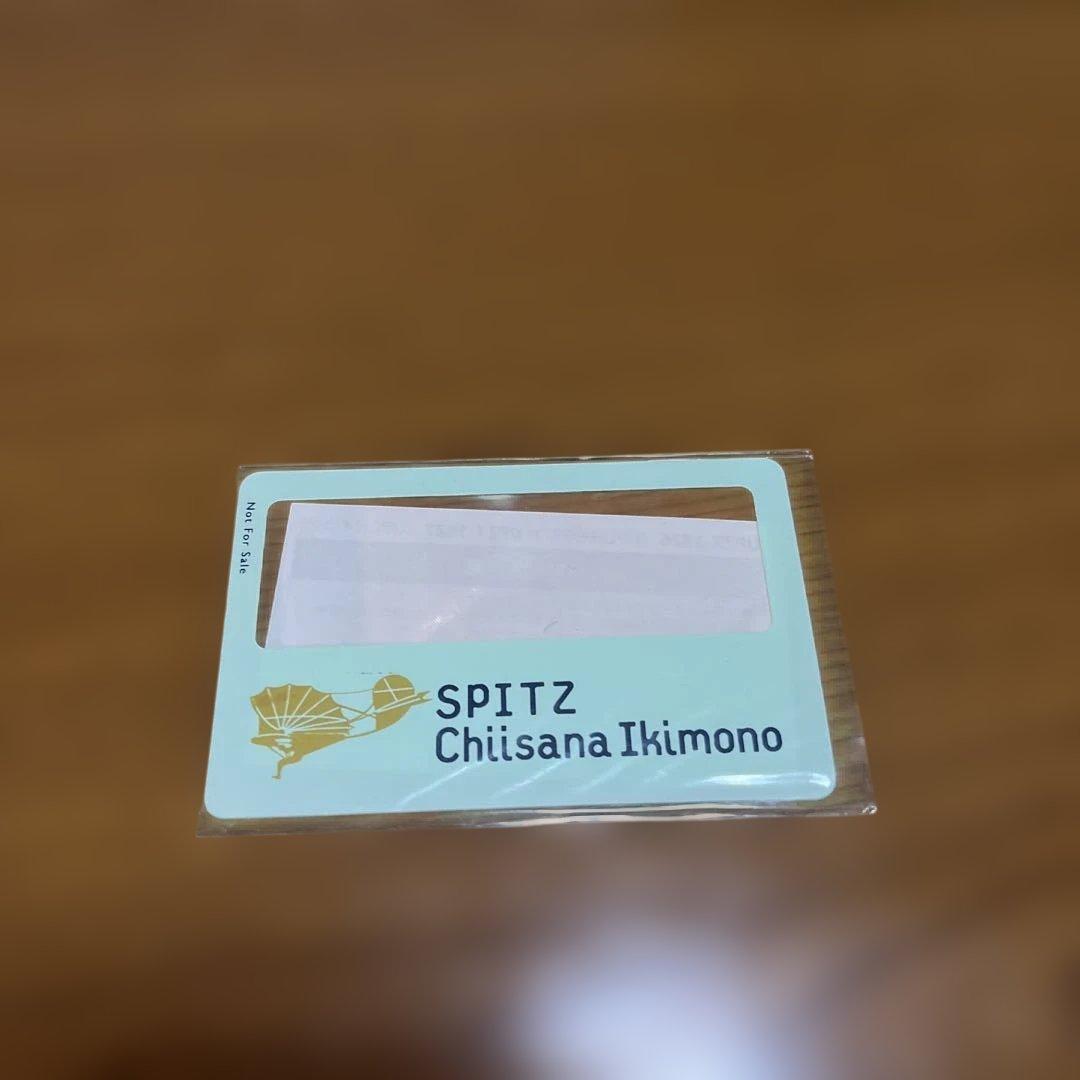 Not For Sale
SPITZ
Chiisana Ikimono